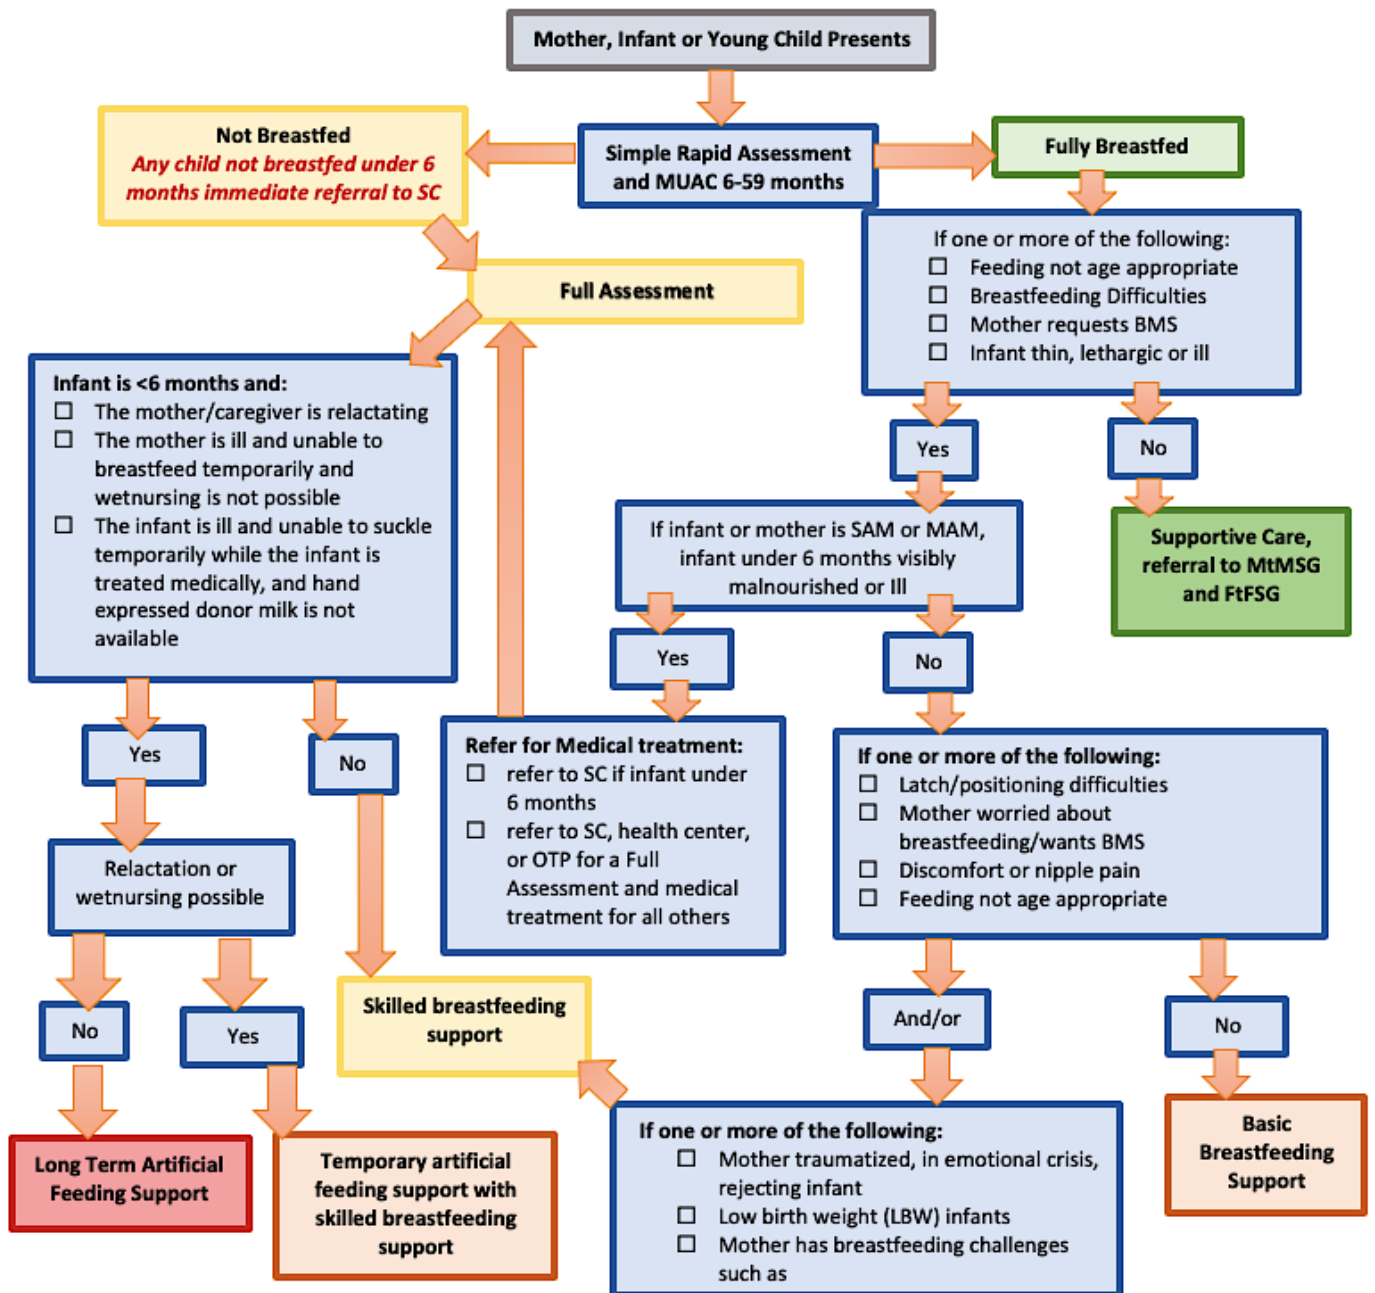 Mother, Infant or Young Child Presents
Not Breastfed
Any child not breastfed under 6
months immediate referral to SC
Simple Rapid Assessment
and MUAC 6-59 months
Fully Breastfed
If one or more of the following:
☐ Feeding not age appropriate
☐ Breastfeeding Difficulties
☐ Mother requests BMS
☐ Infant thin, lethargic or ill
Full Assessment
Infant is <6 months and:
☐ The mother/caregiver is relactating
☐ The mother is ill and unable to
breastfeed temporarily and
wetnursing is not possible
☐ The infant is ill and unable to suckle
temporarily while the infant is
treated medically, and hand
expressed donor milk is not
available
Yes
No
If infant or mother is SAM or MAM,
infant under 6 months visibly
malnourished or Ill
Supportive Care,
referral to MtMSG
and FtFSG
Yes
No
Yes
No
Refer for Medical treatment:
☐ refer to SC if infant under
6 months
☐ refer to SC, health center,
or OTP for a Full
Assessment and medical
treatment for all others
If one or more of the following:
☐ Latch/positioning difficulties
☐ Mother worried about
breastfeeding/wants BMS
☐ Discomfort or nipple pain
☐ Feeding not age appropriate
Relactation or
wetnursing possible
No
Yes
Skilled breastfeeding
support
And/or
No
Long Term Artificial
Feeding Support
Temporary artificial
feeding support with
skilled breastfeeding
support
If one or more of the following:
☐ Mother traumatized, in emotional crisis,
rejecting infant
☐ Low birth weight (LBW) infants
☐ Mother has breastfeeding challenges
such as
Basic
Breastfeeding
Support